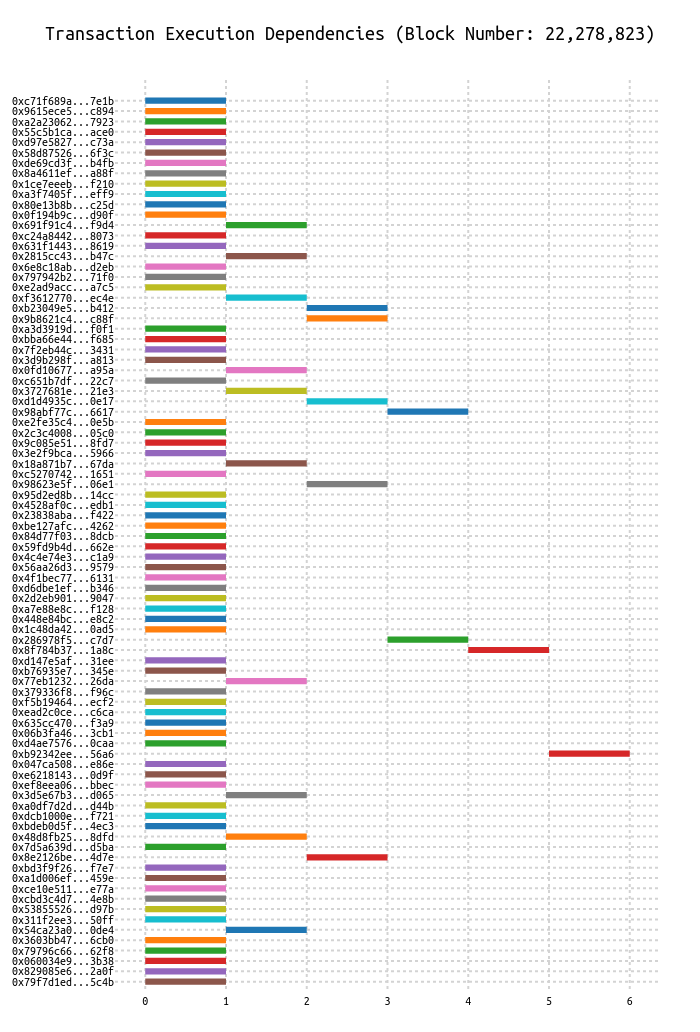 Transaction Execution Dependencies (Block Number: 22,278,823)
0xc71f689a...7e1b
0x9615ece5...c894
0xa2a23062...7923
0x55c5b1ca...ace0
0xd97e5827...c73a
0x58d87526...6f3c
0xde69cd3f...b4fb
0x8a4611ef...a88f
0x1ce7eeeb...f210
0xa3f7405f...eff9
0x80e13b8b...c25d
0x0f194b9c...d90f
0x691f91c4...f9d4
0xc24a8442...8073
0x631f1443...8619
0x2815cc43...b47c
0x6e8c18ab...d2eb
0x797942b2...71f0
0xe2ad9acc...a7c5
0xf3612770...ec4e
0xb23049e5...b412
0x9b8621c4...c88f
0xa3d3919d...f0f1
0xbba66e44...f685
0x7f2eb44c...3431
0x3d9b298f...a813
0x0fd10677...a95a
0xc651b7df...22c7
0x3727681e...21e3
0xd1d4935c...0e17
0x98abf77c...6617
0xe2fe35c4...0e5b
0x2c3c4008...05c0
0x9c085e51...8fd7
0x3e2f9bca...5966
0x18a871b7...67da
0xc5270742...1651
0x98623e5f...06e1
0x95d2ed8b...14cc
0x4528af0c...edb1
0x23838aba...f422
0xbe127afc...4262
0x84d77f03...8dcb
0x59fd9b4d...662e
0x4c4e74e3...c1a9
0x56aa26d3...9579
0x4f1bec77...6131
0xd6dbe1ef...b346
0x2d2eb901...9047
0xa7e88e8c...f128
0x448e84bc...e8c2
0x1c48da42...0ad5
0x286978f5...c7d7
0x8f784b37...1a8c
0xd147e5af...31ee
0xb76935e7...345e
0x77eb1232...26da
0x379336f8...f96c
0xf5b19464...ecf2
0xead2c0ce...c6ca
0x635cc470...f3a9
0x06b3fa46...3cb1
0xd4ae7576...0caa
0xb92342ee...56a6
0x047ca508...e86e
0xe6218143...0d9f
0xef8eea06...bbec
0x3d5e67b3...d065
0xa0df7d2d...d44b
0xdcb1000e...f721
0xbdeb0d5f...4ec3
0x48d8fb25...8dfd
0x7d5a639d...d5ba
0x8e2126be...4d7e
0xbd3f9f26...f7e7
0xa1d006ef...459e
0xce10e511...e77a
0xcbd3c4d7...4e8b
0x53855526...d97b
0x311f2ee3...50ff
0x54ca23a0...0de4
0x3603bb47...6cb0
0x79796c66...62f8
0x060034e9...3b38
0x829085e6...2a0f
0x79f7d1ed...5c4b
0 1 2 3 4 5 6